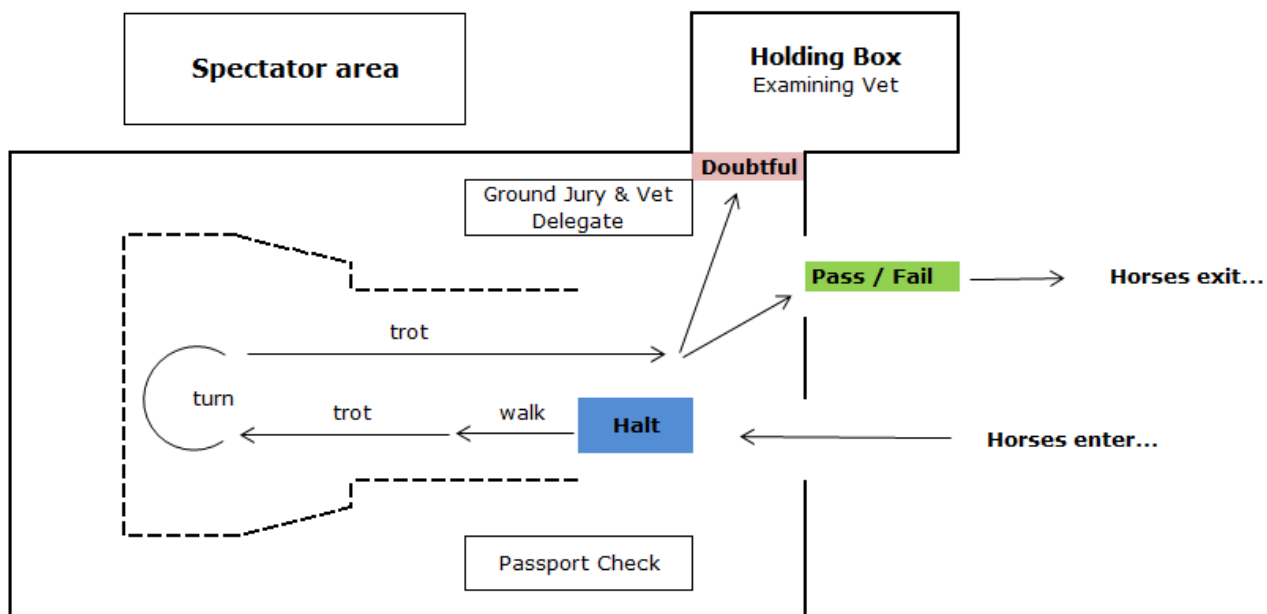 Spectator area
Holding Box
Examining Vet
Doubtful
Ground Jury & Vet
Delegate
Pass / Fail
Horses exit...
trot
turn
trot
walk
Halt
Horses enter...
Passport Check